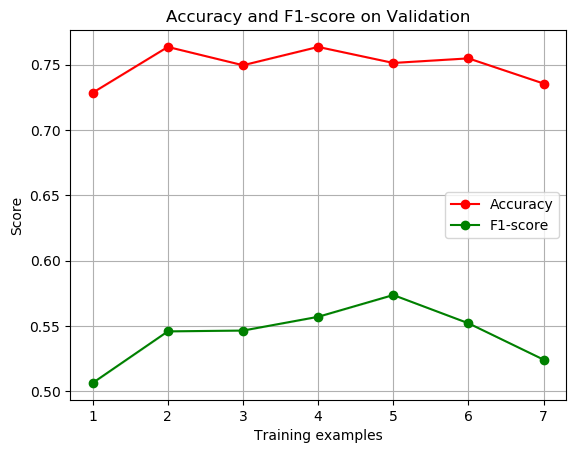 Accuracy and F1-score on Validation
0.75
0.70
0.65
0.60
0.55
0.50
Score
Accuracy
F1-score
1 2 3 4 5 6 7
Training examples